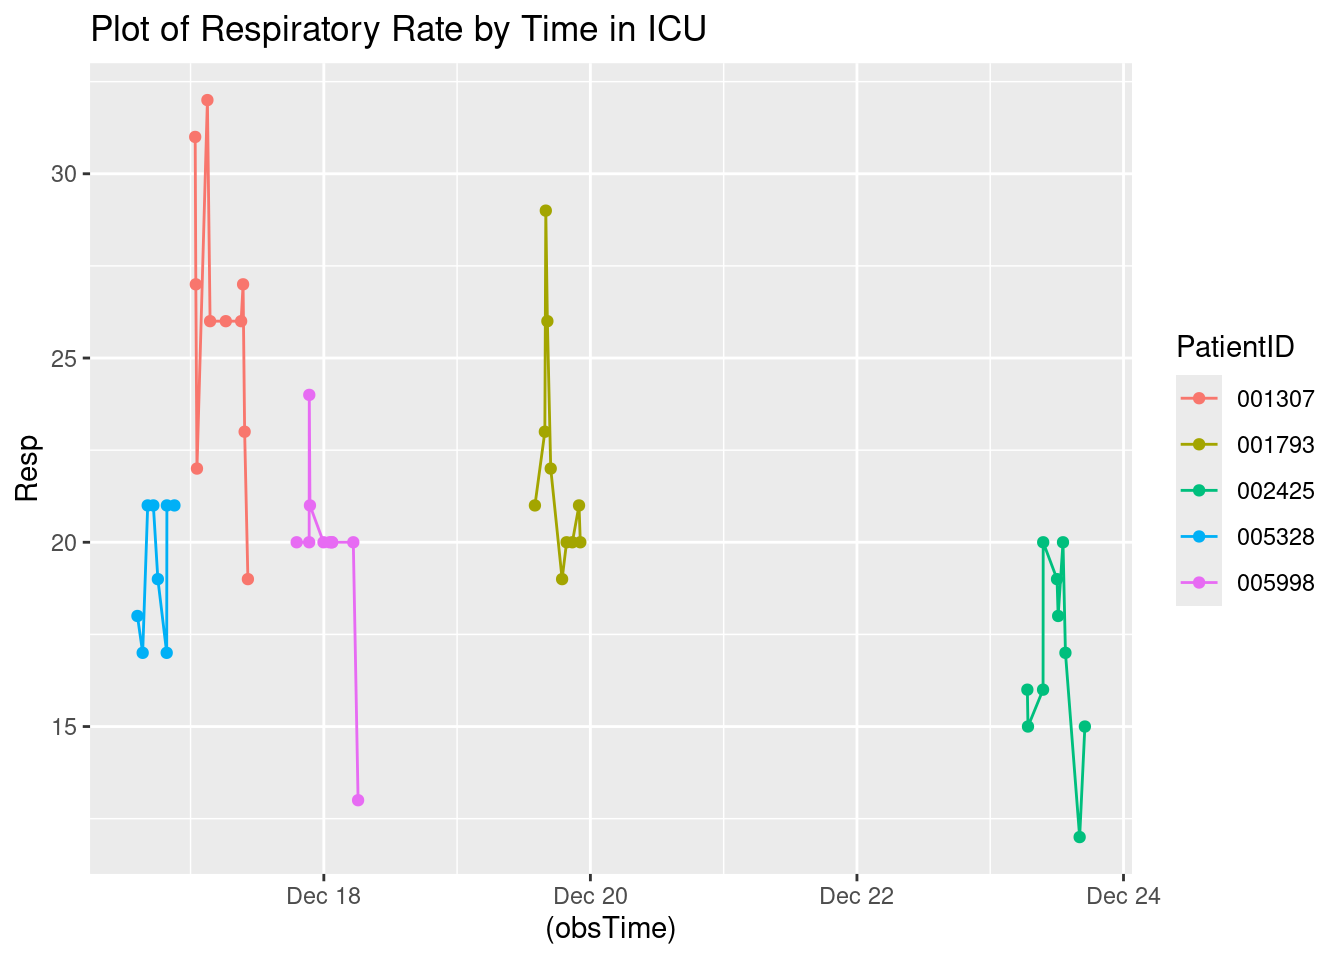 Plot of Respiratory Rate by Time in ICU
30
25
20
15
Resp
Dec 18
Dec 20
Dec 22
Dec 24
(obsTime)
PatientID
001307
001793
002425
005328
005998